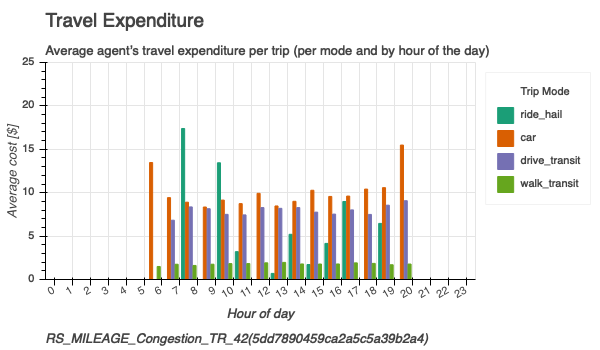 Travel Expenditure
Average agent's travel expenditure per trip (per mode and by hour of the day)
25
20
15
10
5
0
Average cost [$]
0 1 2 3 4 5 6 7 8 9 10 11 12 13 14 15 16 17 18 19 20 21 22 23
Hour of day
Trip Mode
ride_hail
car
drive_transit
walk_transit
RS_MILEAGE_Congestion_TR_42(5dd7890459ca2a5c5a39b2a4)